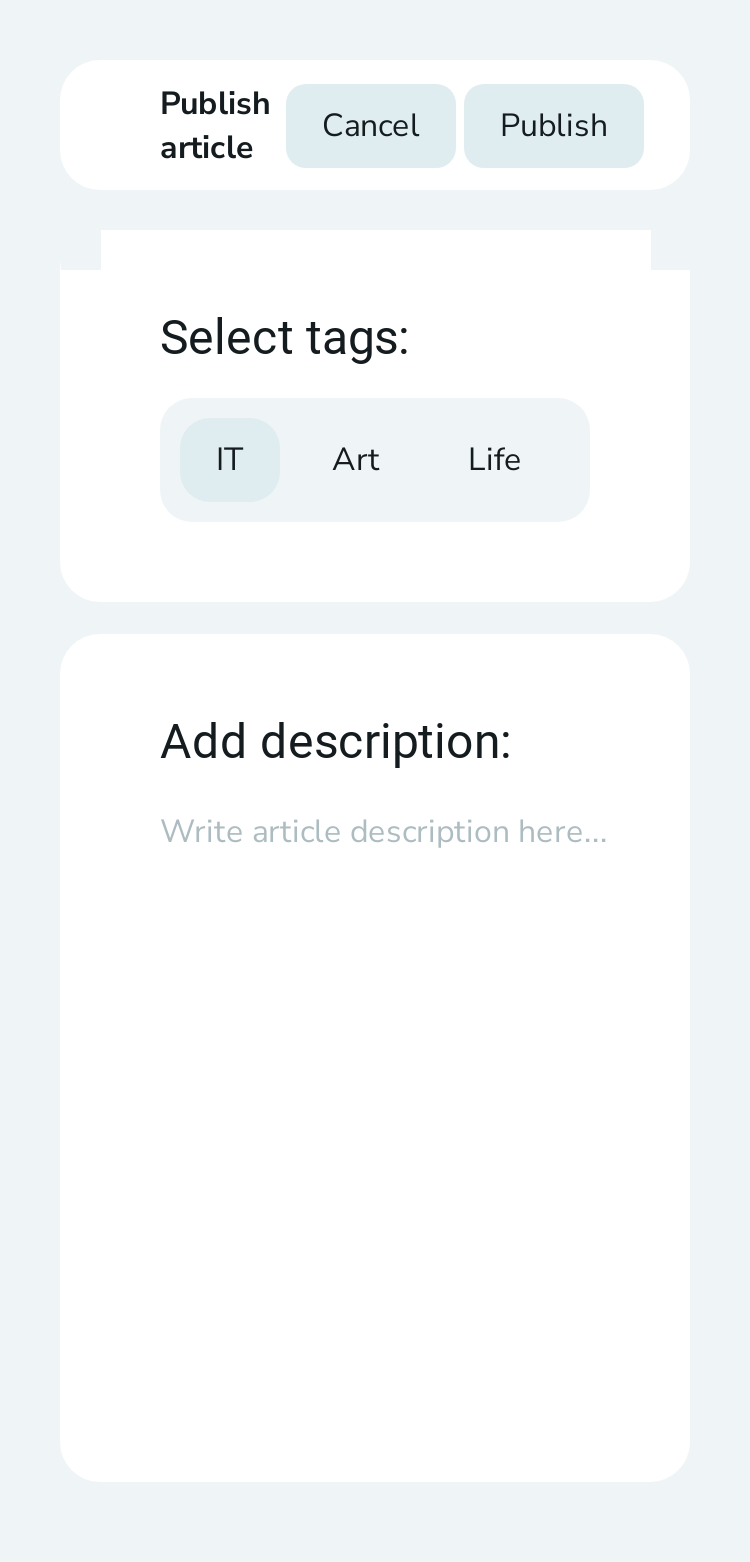 Publish
article
Cancel
Publish
Select tags:
IT Art Life
Add description:
Write article description here...